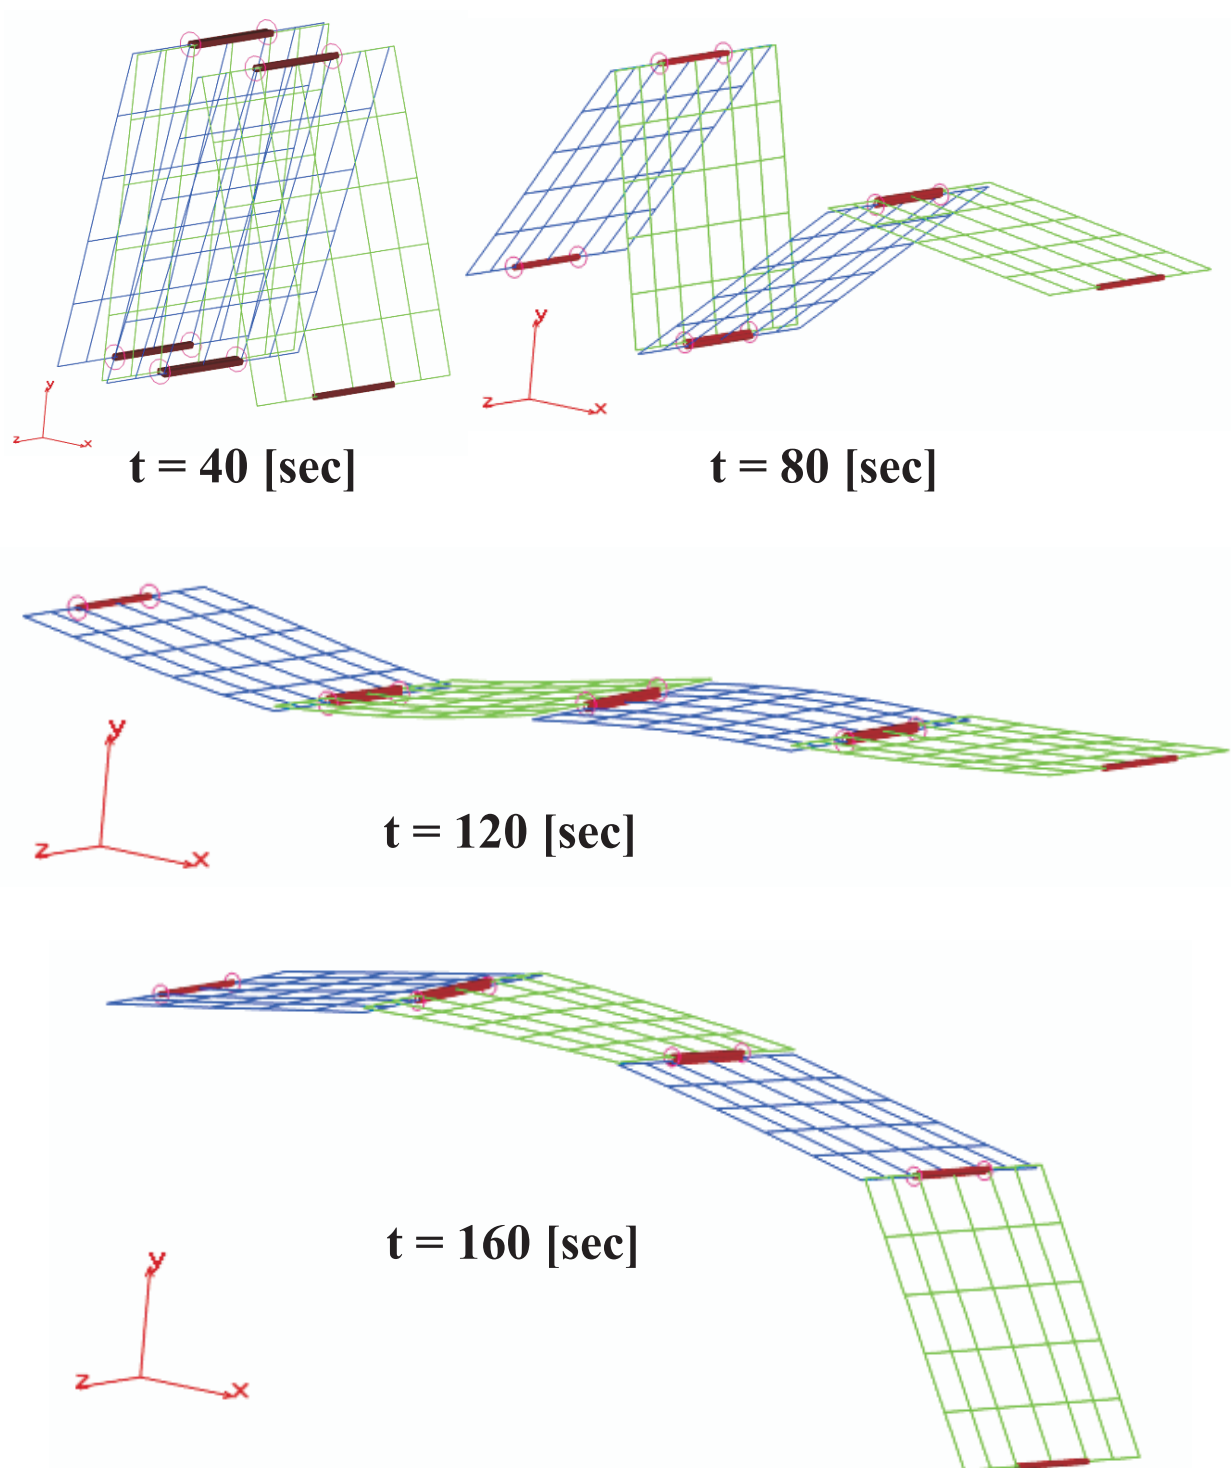 y
z
x
t = 40 [sec]
y
z
x
t = 80 [sec]
y
z
x
t = 120 [sec]
y
z
x
t = 160 [sec]